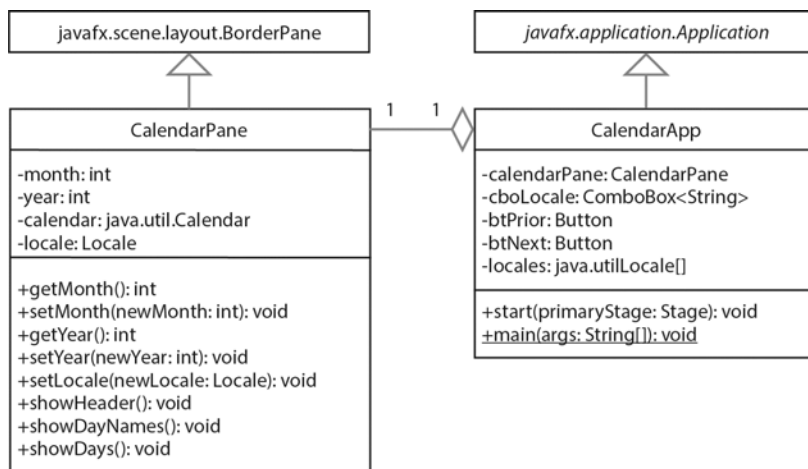 javafx.scene.layout.BorderPane
javafx.application.Application
CalendarPane
-month: int
-year: int
-calendar: java.util.Calendar
-locale: Locale
+getMonth(): int
+setMonth(newMonth: int): void
+getYear(): int
+setYear(newYear: int): void
+setLocale(newLocale: Locale): void
+showHeader(): void
+showDayNames(): void
+showDays(): void
1
1
CalendarApp
-calendarPane: CalendarPane
-cboLocale: ComboBox<String>
-btPrior: Button
-btNext: Button
-locales: java.utilLocale[]
+start(primaryStage: Stage): void
+main(args: String[]): void